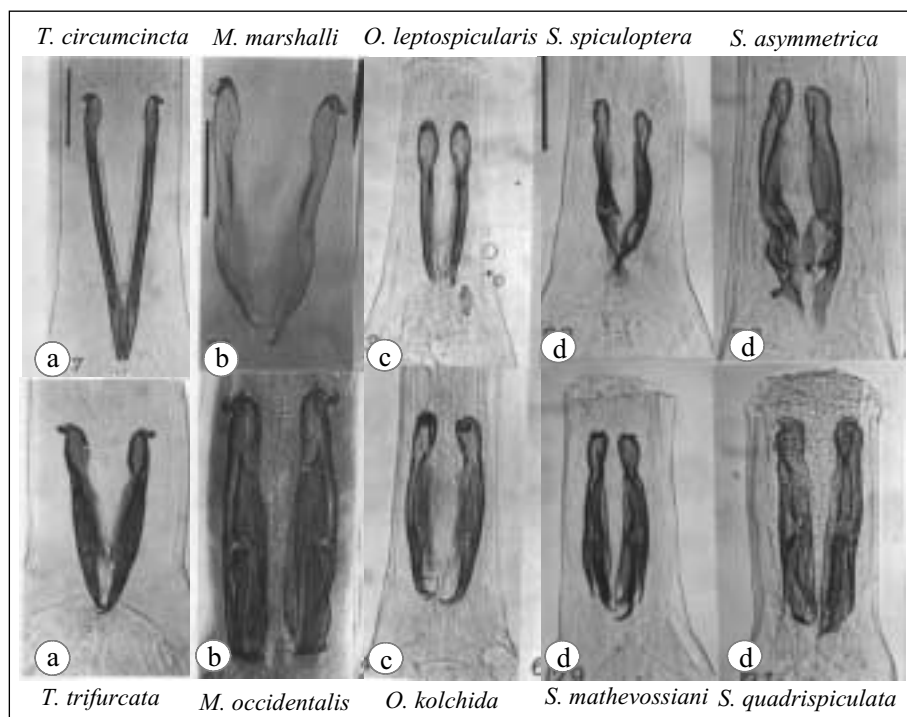 T. circumcincta M. marshalli O. leptospicularis S. spiculoptera S. asymmetrica
a b c d d
a b c d d
T. trifurcata M. occidentalis O. kolchida S. mathevossiani S. quadrispiculata